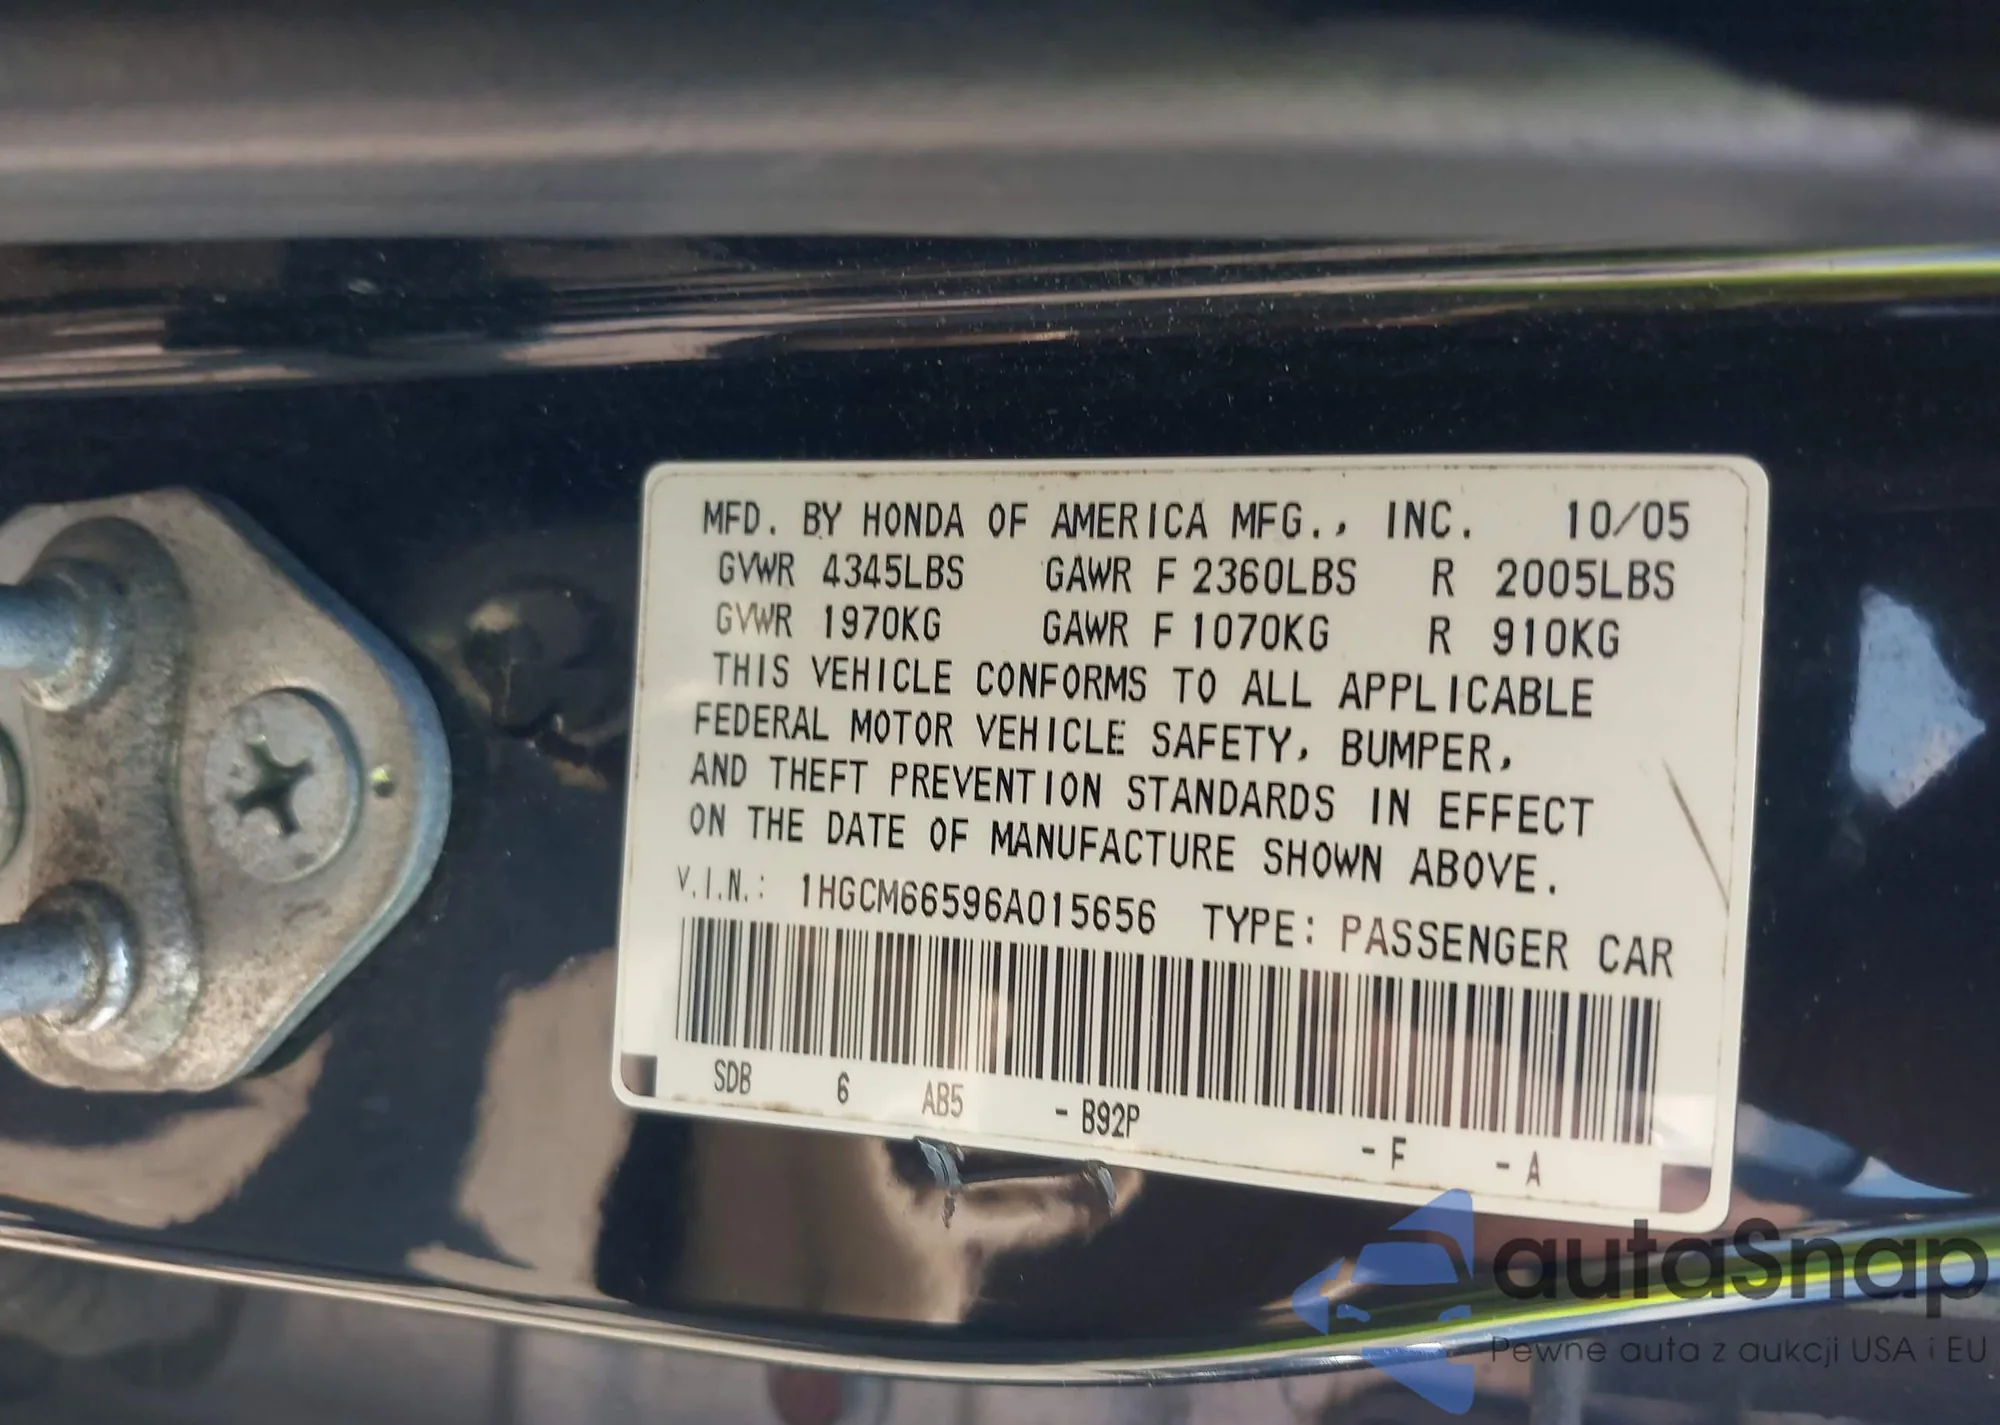 MFD. BY HONDA OF AMERICA MFG., INC. 10/05
GVWR 4345LBS GAWR F 2360LBS R 2005LBS
GVWR 1970KG GAWR F 1070KG R 910KG
THIS VEHICLE CONFORMS TO ALL APPLICABLE
FEDERAL MOTOR VEHICLE SAFETY, BUMPER,
AND THEFT PREVENTION STANDARDS IN EFFECT
ON THE DATE OF MANUFACTURE SHOWN ABOVE.
V.I.N.: 1HGCM66596A015656 TYPE: PASSENGER CAR
SDB 6 AB5 - B92P - F - A
autaSnap
Pewne auta z aukcji USA i EU